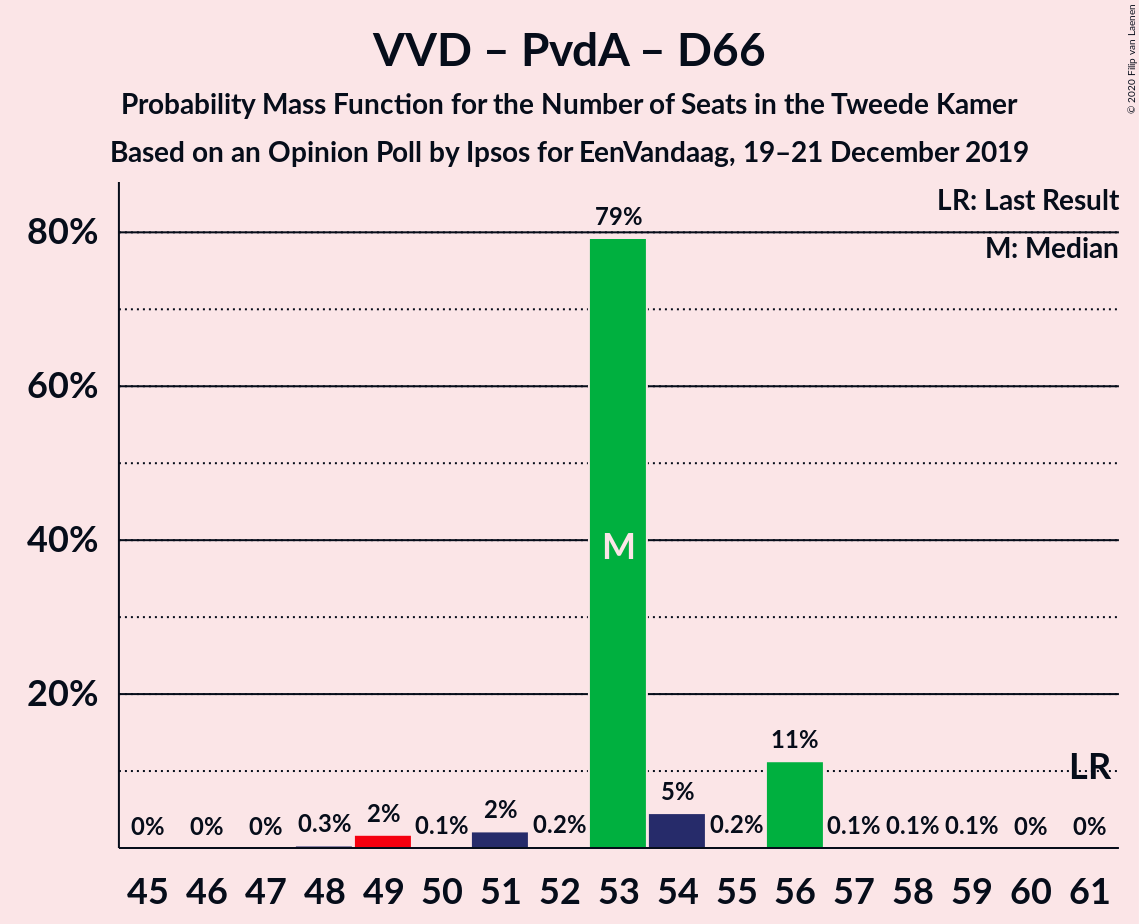 VVD – PvdA – D66
Probability Mass Function for the Number of Seats in the Tweede Kamer
Based on an Opinion Poll by Ipsos for EenVandaag, 19–21 December 2019
© 2020 Filip van Laenen
LR: Last Result
M: Median
80%
60%
40%
20%
0% 0% 0% 0.3% 2% 0.1% 2% 0.2% 79% 5% 0.2% 11% 0.1% 0.1% 0.1% 0% 0%
M
LR
45 46 47 48 49 50 51 52 53 54 55 56 57 58 59 60 61